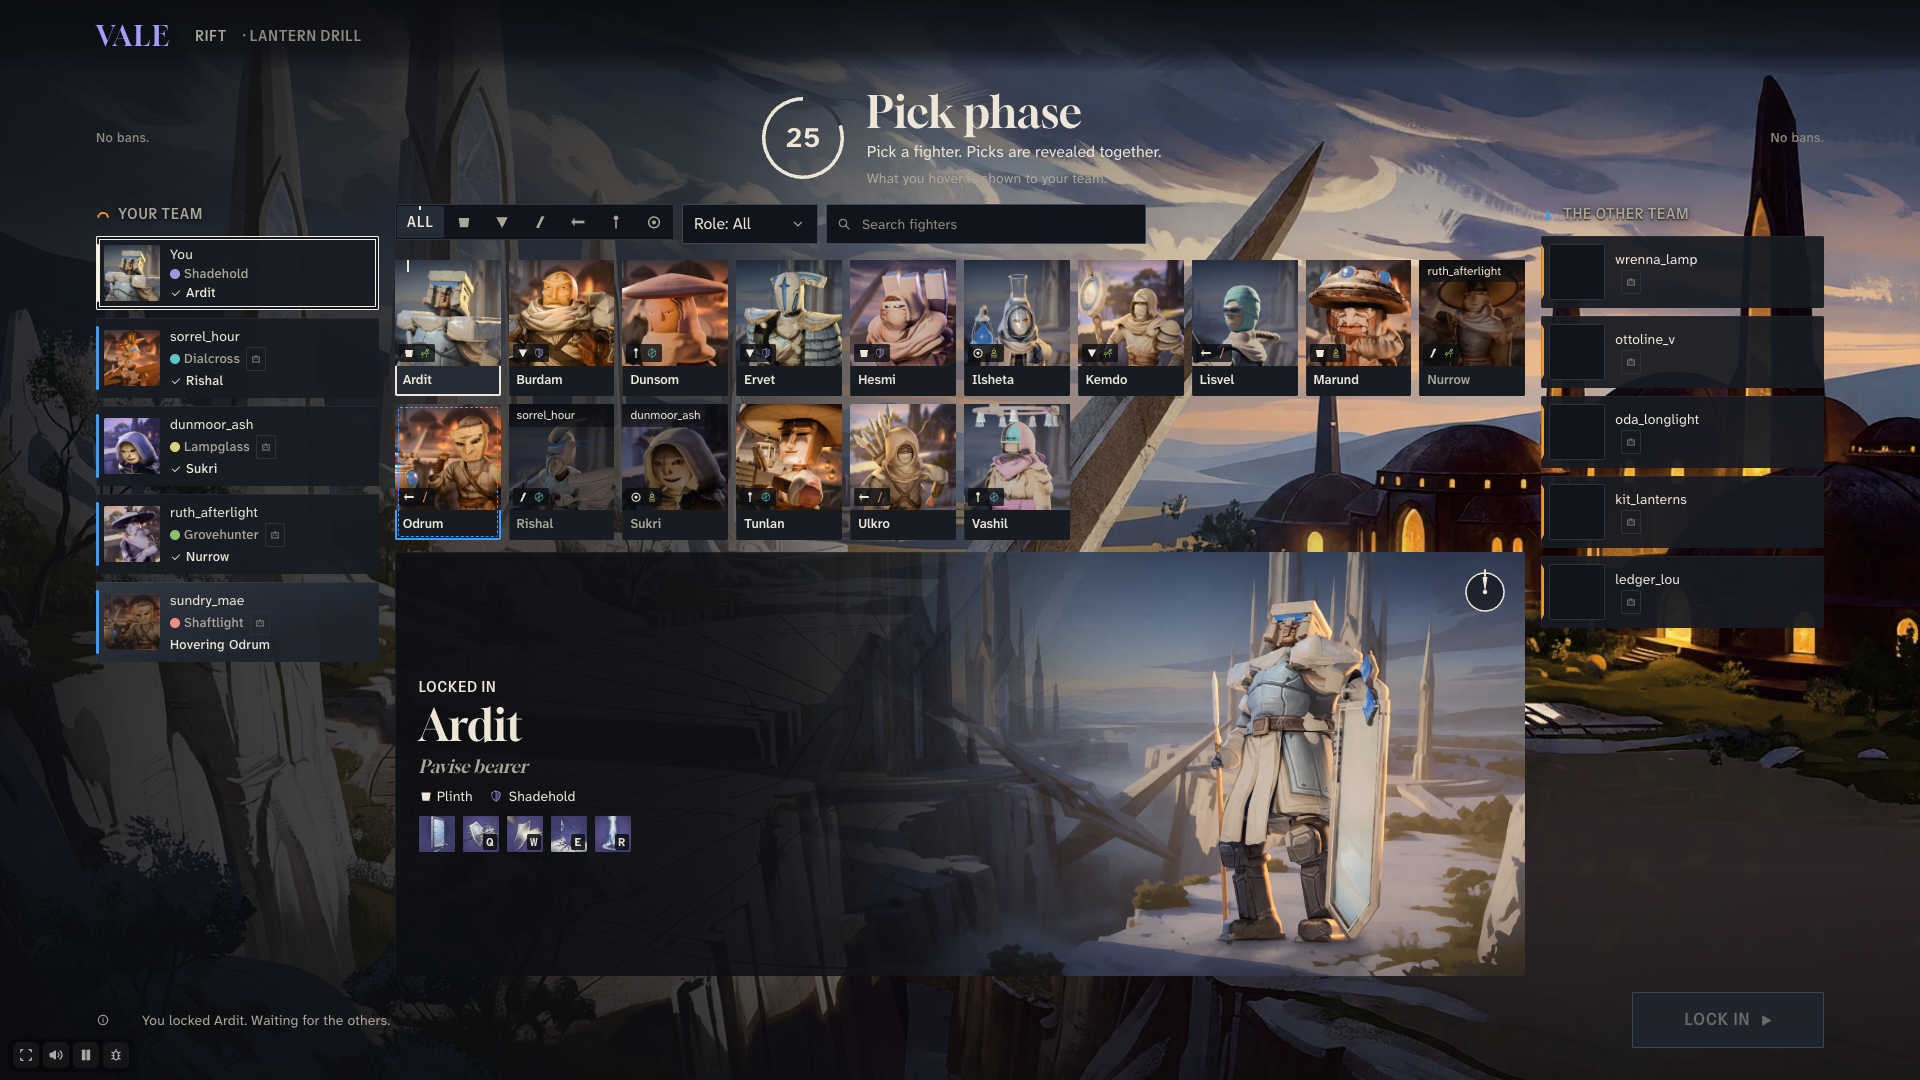 VALE RIFT · LANTERN DRILL
No bans.
25
Pick phase
Pick a fighter. Picks are revealed together.
What you hover is shown to your team.
No bans.
YOUR TEAM
You
Shadehold
Ardit
sorrel_hour
Dialcross
Rishal
dunmoor_ash
Lampglass
Sukri
ruth_afterlight
Grovehunter
Nurrow
sundry_mae
Shaftlight
Hovering Odrum
ALL
Role: All
Search fighters
Ardit
Burdam
Dunsom
Ervet
Hesmi
Ilsheta
Kemdo
Lisvel
Marund
ruth_afterlight
Nurrow
Odrum
sorrel_hour
Rishal
dunmoor_ash
Sukri
Tunlan
Ulkro
Vashil
LOCKED IN
Ardit
Pavise bearer
Plinth Shadehold
Q W E R
THE OTHER TEAM
wrenna_lamp
ottoline_v
oda_longlight
kit_lanterns
ledger_lou
You locked Ardit. Waiting for the others.
LOCK IN